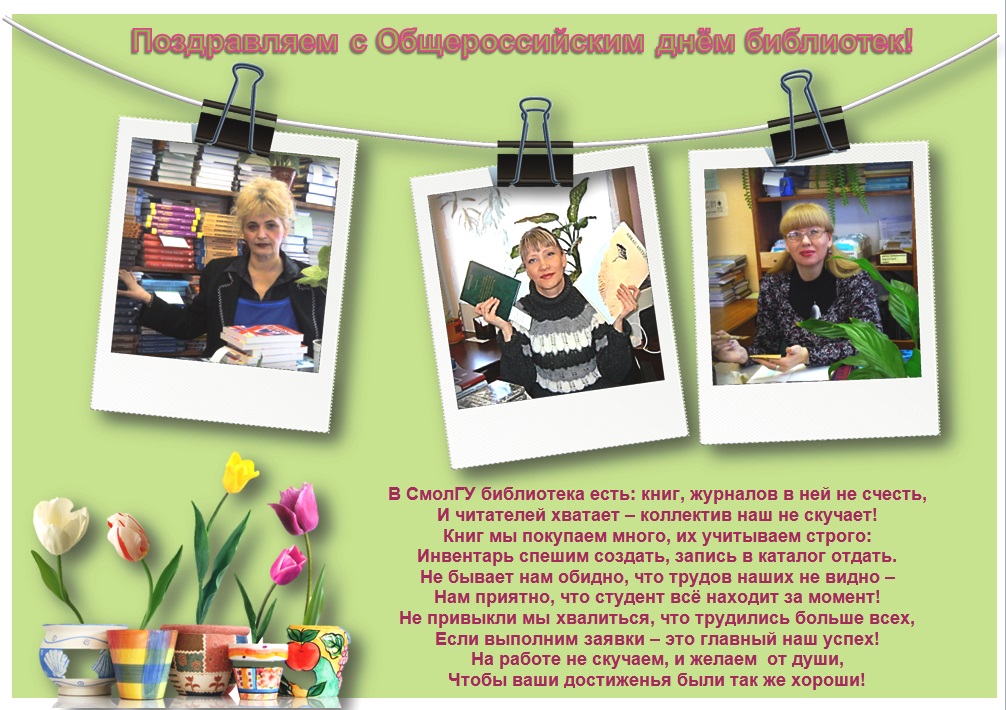 Поздравляем с Общероссийским днём библиотек!
В СмолГУ библиотека есть: книг, журналов в ней не счесть,
И читателей хватает – коллектив наш не скучает!
Книг мы покупаем много, их учитываем строго:
Инвентарь спешим создать, запись в каталог отдать.
Не бывает нам обидно, что трудов наших не видно –
Нам приятно, что студент всё находит за момент!
Не привыкли мы хвалиться, что трудились больше всех,
Если выполним заявки – это главный наш успех!
На работе не скучаем, и желаем  от души,
Чтобы ваши достиженья были так же хороши!